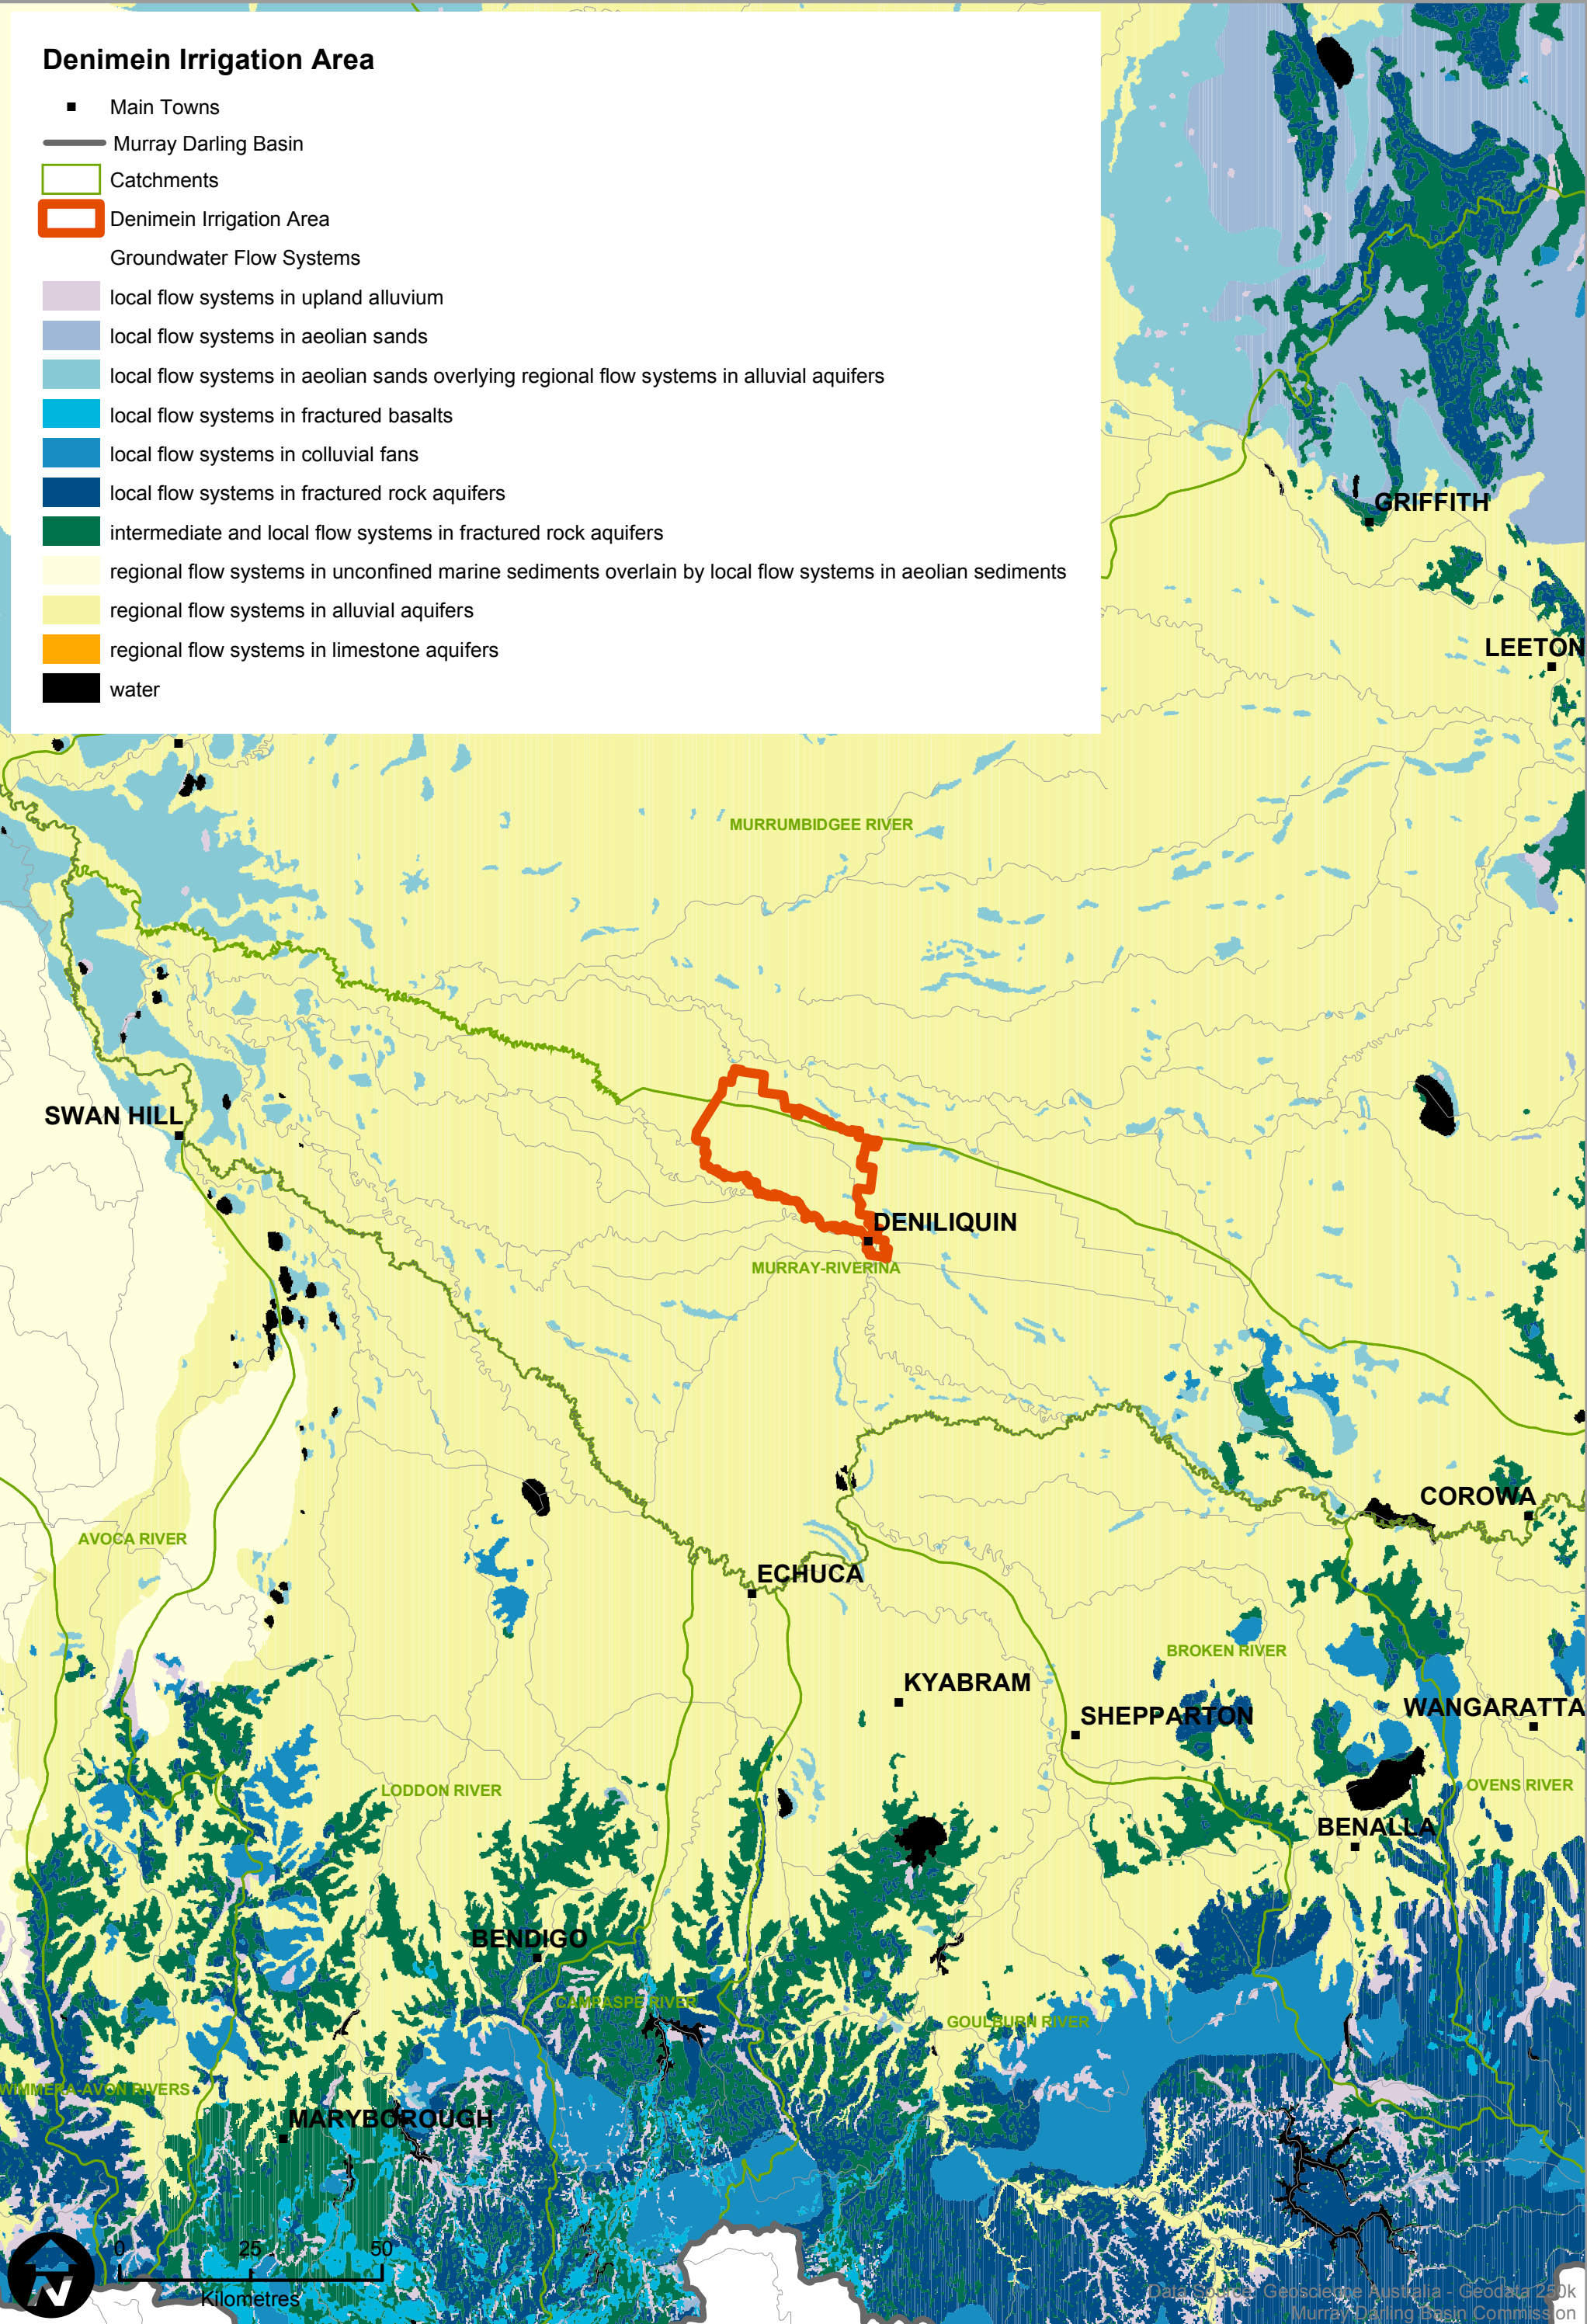 Denimein Irrigation Area
Main Towns
Murray Darling Basin
Catchments
Denimein Irrigation Area
Groundwater Flow Systems
local flow systems in upland alluvium
local flow systems in aeolian sands
local flow systems in aeolian sands overlying regional flow systems in alluvial aquifers
local flow systems in fractured basalts
local flow systems in colluvial fans
local flow systems in fractured rock aquifers
intermediate and local flow systems in fractured rock aquifers
regional flow systems in unconfined marine sediments overlain by local flow systems in aeolian sediments
regional flow systems in alluvial aquifers
regional flow systems in limestone aquifers
water
GRIFFITH
LEETON
MURRUMBIDGEE RIVER
SWAN HILL
DENILIQUIN
MURRAY-RIVERINA
COROWA
AVOCA RIVER
ECHUCA
BROKEN RIVER
KYABRAM
WANGARATTA
SHEPPARTON
OVENS RIVER
LODDON RIVER
BENALLA
BENDIGO
CAMPASPE RIVER
GOULBURN RIVER
WIMMERA-AVON RIVERS
MARYBOROUGH
0 25 50
Kilometres
N
Data Source: Geoscience Australia - Geodata 250k
Murray Darling Basin Commission